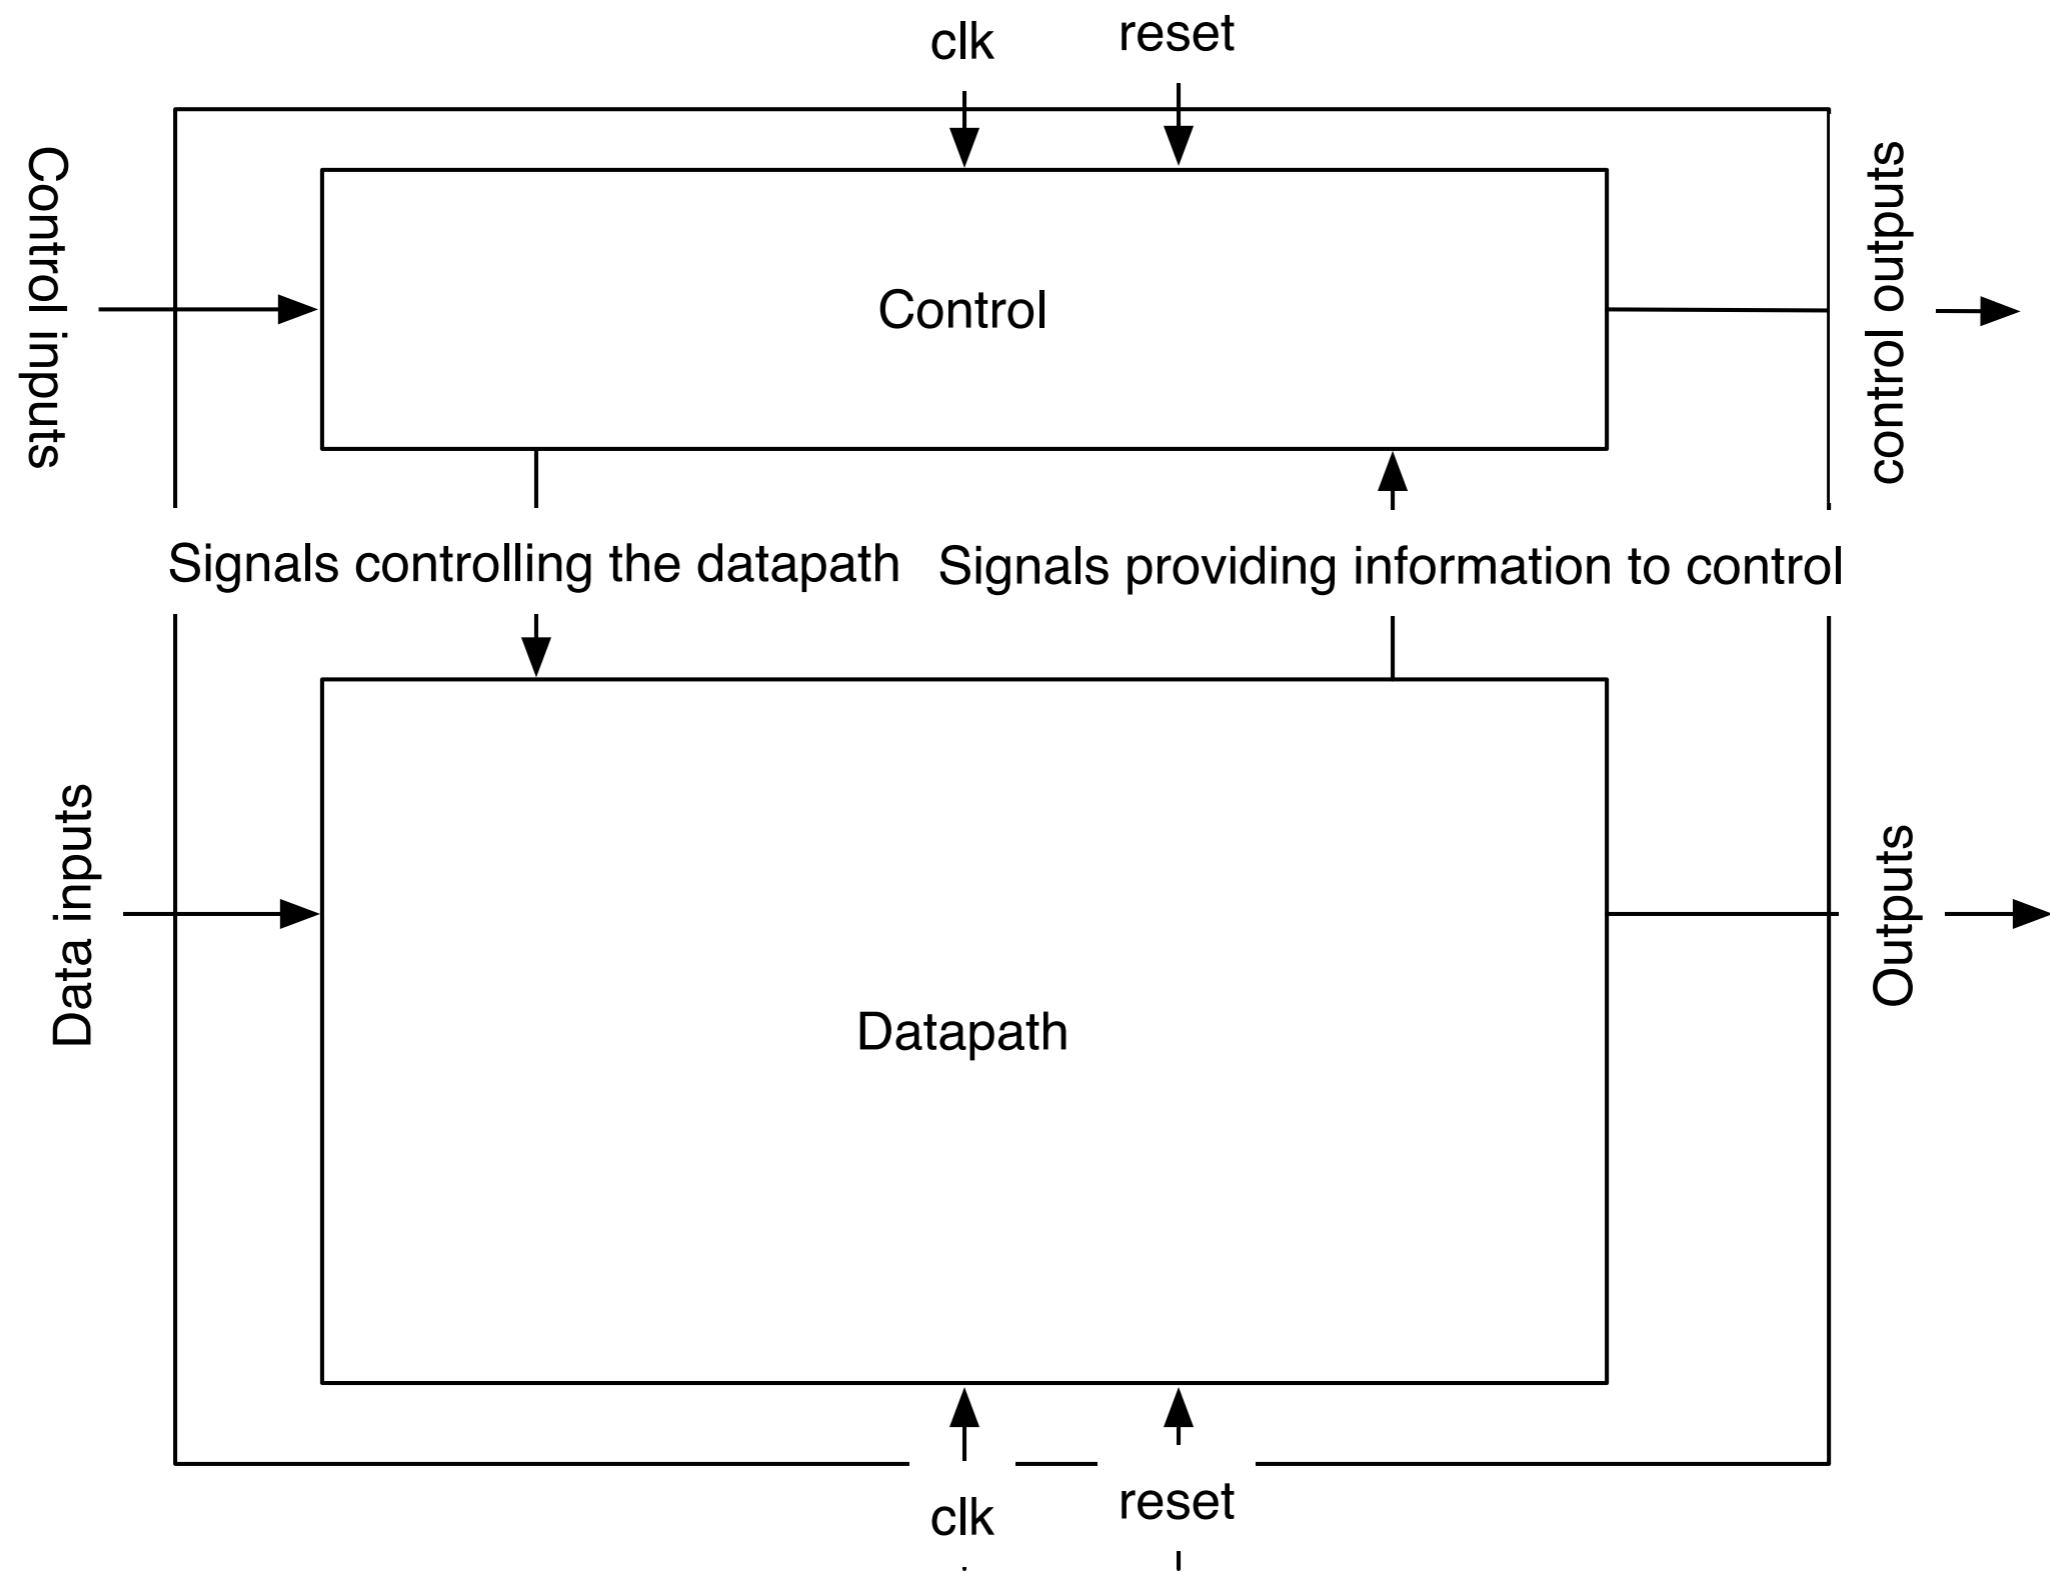 clk
reset
Control inputs
Control
control outputs
Signals controlling the datapath
Signals providing information to control
Data inputs
Datapath
Outputs
clk
reset